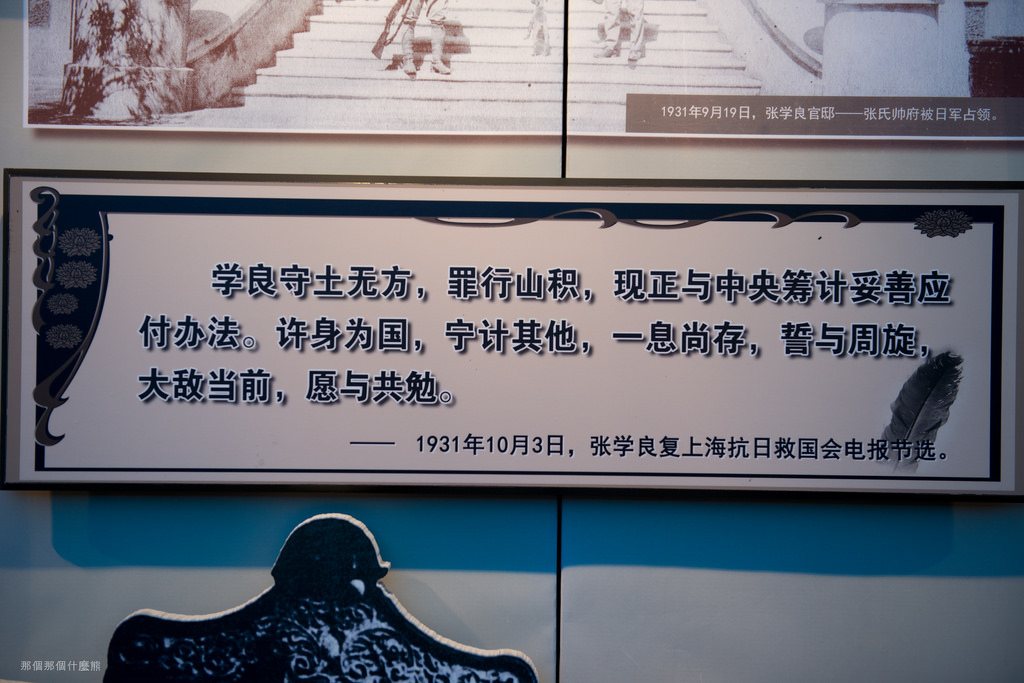 1931年9月19日，张学良官邸——张氏帅府被日军占领。
学良守土无方，罪行山积，现正与中央筹计妥善应
付办法。许身为国，宁计其他，一息尚存，誓与周旋，
大敌当前，愿与共勉。
—— 1931年10月3日，张学良复上海抗日救国会电报节选。
那個那個什麼熊